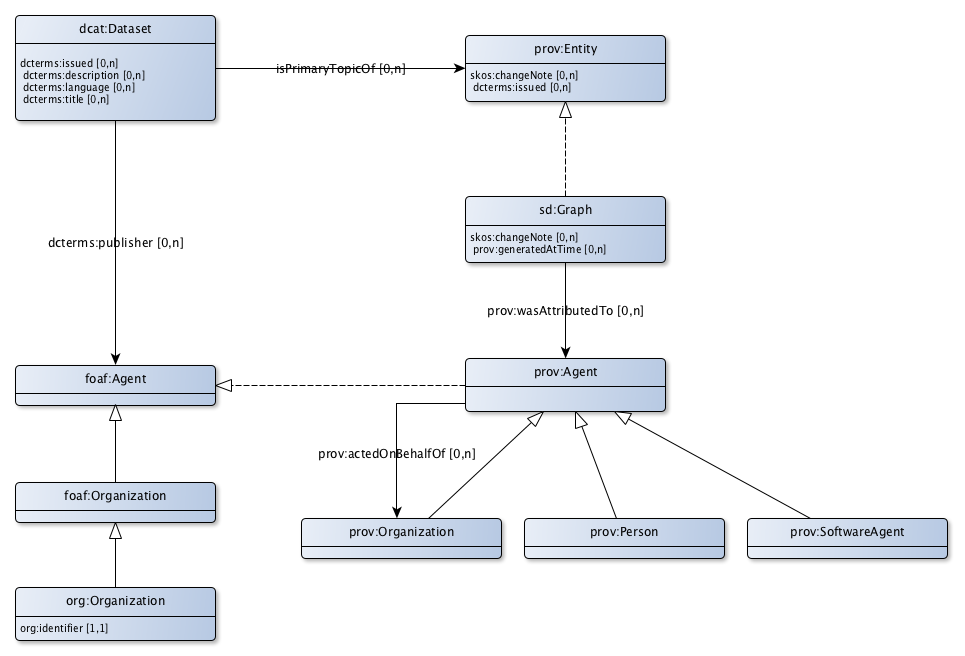 dcat:Dataset
dcterms:issued [0,n]
dcterms:description [0,n]
dcterms:language [0,n]
dcterms:title [0,n]
isPrimaryTopicOf [0,n]
prov:Entity
skos:changeNote [0,n]
dcterms:issued [0,n]
sd:Graph
skos:changeNote [0,n]
prov:generatedAtTime [0,n]
dcterms:publisher [0,n]
prov:wasAttributedTo [0,n]
foaf:Agent
prov:Agent
prov:actedOnBehalfOf [0,n]
foaf:Organization
prov:Organization
prov:Person
prov:SoftwareAgent
org:Organization
org:identifier [1,1]